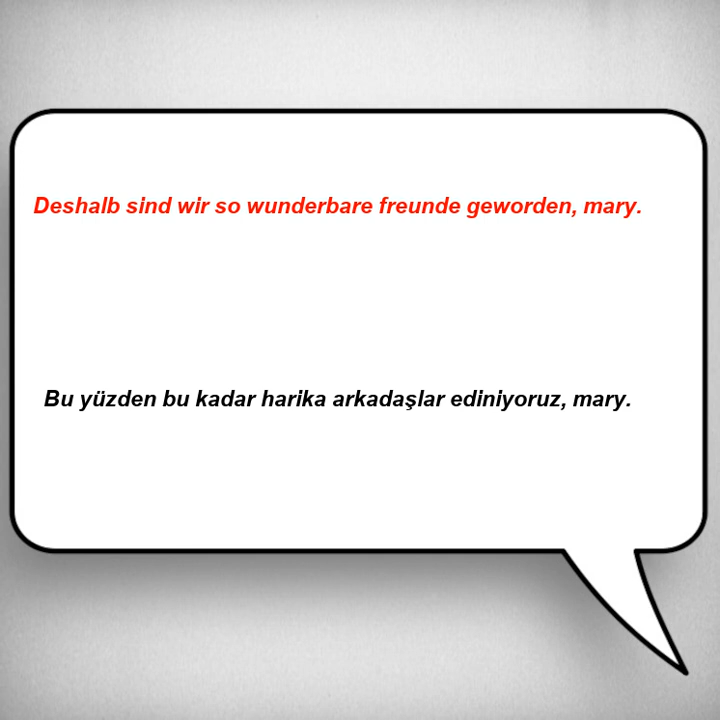 Deshalb sind wir so wunderbare freunde geworden, mary.
Bu yüzden bu kadar harika arkadaşlar ediniyoruz, mary.